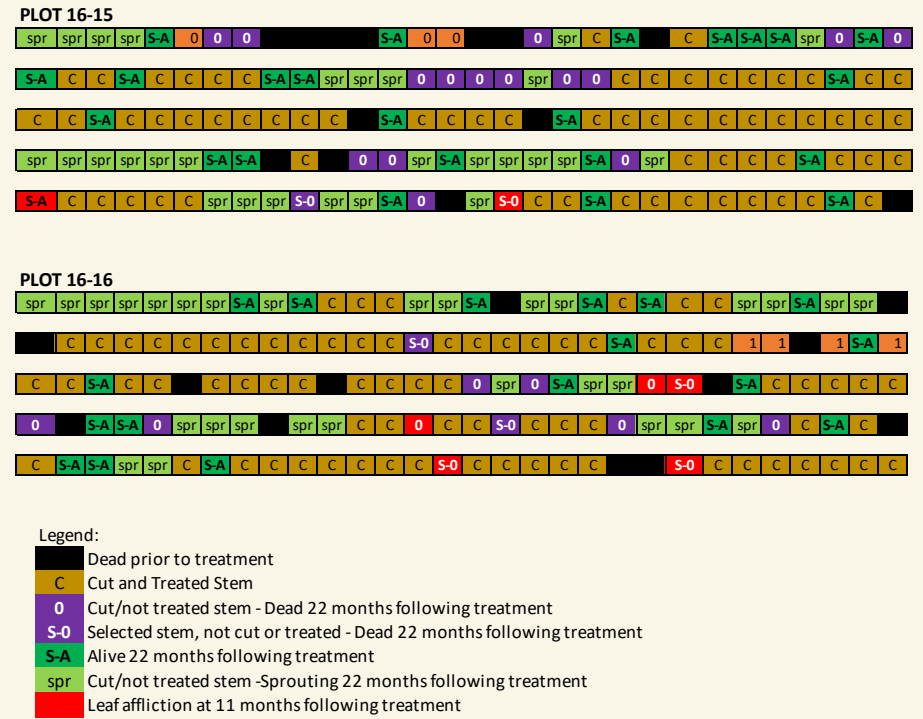 PLOT 16-15
spr spr spr spr S-A 0 0 0 S-A 0 0 0 spr C S-A C S-A S-A S-A spr 0 S-A 0
S-A C C S-A C C C C S-A S-A spr spr spr 0 0 0 0 spr 0 0 C C C C C C C S-A C C
C C S-A C C C C C C C C S-A C C C C S-A C C C C C C C C C C C
spr spr spr spr spr spr S-A S-A C 0 0 spr S-A spr spr spr spr S-A 0 spr C C C C S-A C C C
S-A C C C C C spr spr spr S-0 spr spr S-A 0 spr S-0 C C S-A C C C C C C C S-A C
PLOT 16-16
spr spr spr spr spr spr spr S-A spr S-A C C C spr spr S-A spr spr S-A C S-A C C spr spr S-A spr spr
C C C C C C C C C C C C S-0 C C C C C C S-A C C C 1 1 1 S-A 1
C C S-A C C C C C C C C C C 0 spr 0 S-A spr spr 0 S-0 S-A C C C C C
0 S-A S-A 0 spr spr spr spr spr C C 0 C C S-0 C C C 0 spr spr S-A spr 0 C S-A C
C S-A S-A spr spr C S-A C C C C C C C S-0 C C C C C S-0 C C C C C C C
Legend:
Dead prior to treatment
C Cut and Treated Stem
0 Cut/not treated stem - Dead 22 months following treatment
S-0 Selected stem, not cut or treated - Dead 22 months following treatment
S-A Alive 22 months following treatment
spr Cut/not treated stem -Sprouting 22 months following treatment
Leaf affliction at 11 months following treatment